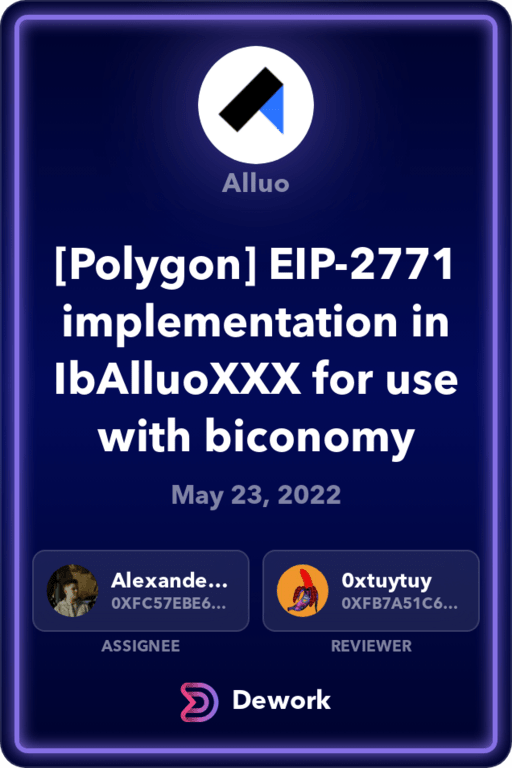 Alluo
[Polygon] EIP-2771
implementation in
IbAlluoXXX for use
with biconomy
May 23, 2022
Alexande...
0XFC57EBE6...
ASSIGNEE
0xtuytuy
0XFB7A51C6...
REVIEWER
Dework